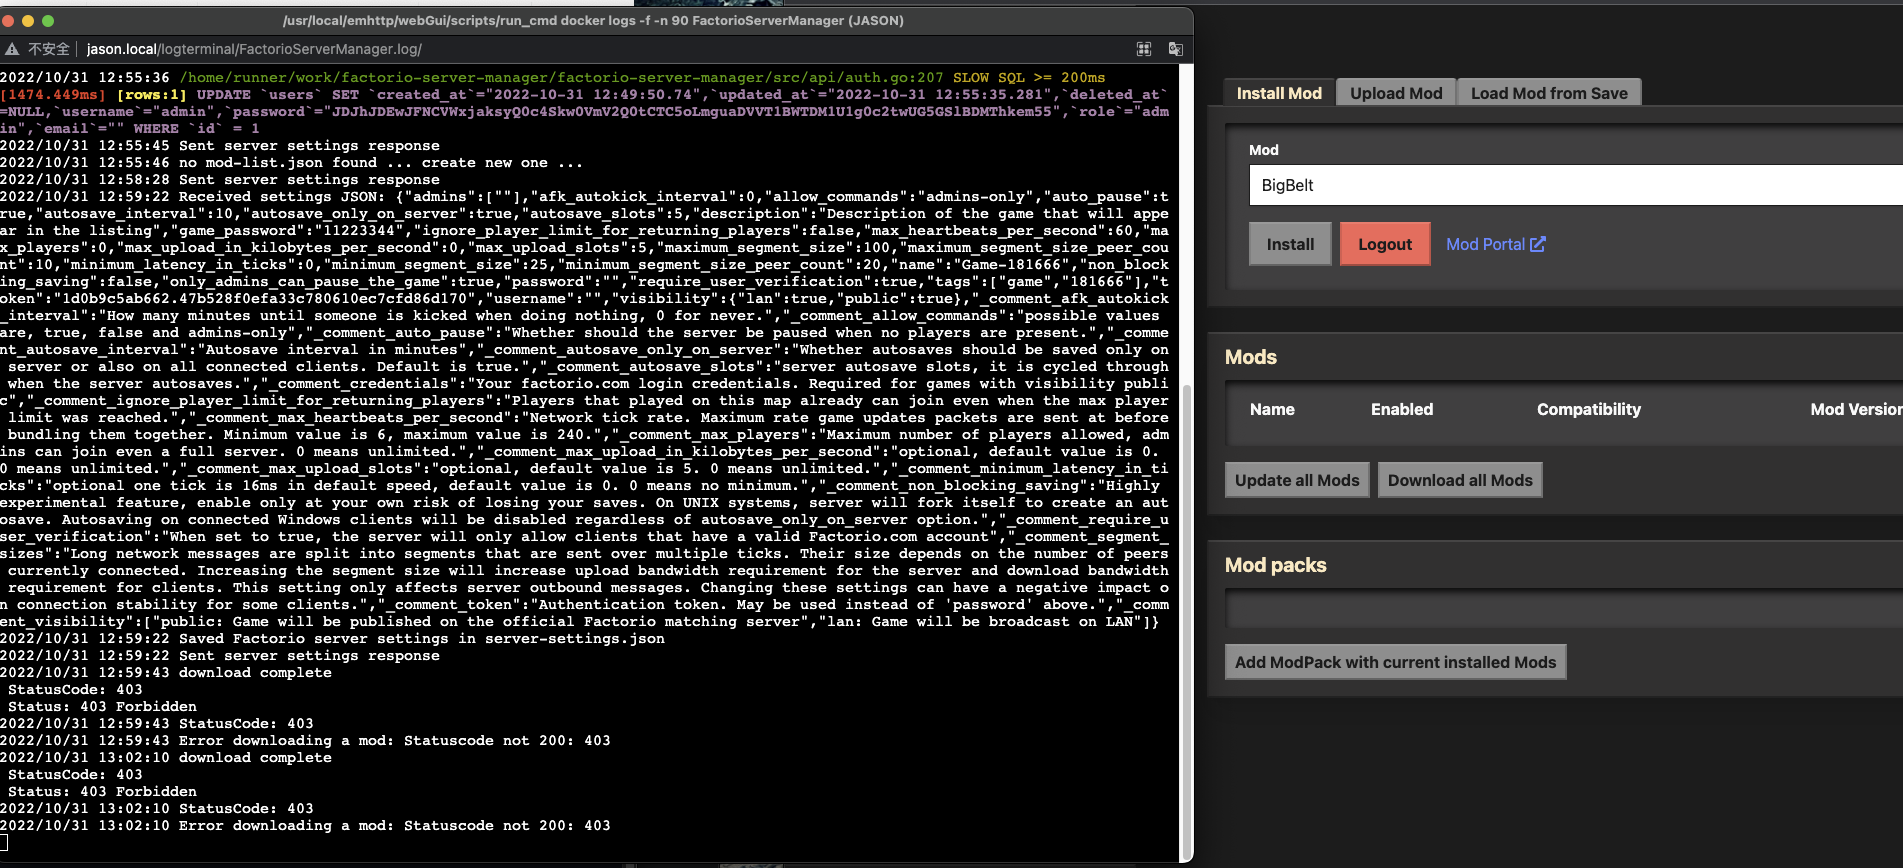 /usr/local/emhttp/webGui/scripts/run_cmd docker logs -f -n 90 FactorioServerManager (JASON)
不安全 | jason.local/logterminal/FactorioServerManager.log/
2022/10/31 12:55:36 /home/runner/work/factorio-server-manager/factorio-server-manager/src/api/auth.go:207 SLOW SQL >= 200ms
[1474.449ms] [rows:1] UPDATE `users` SET `created_at`="2022-10-31 12:49:50.74",`updated_at`="2022-10-31 12:55:35.281",`deleted_at`
=NULL,`username`="admin",`password`="JDJhJDEwJFNCVWxjaksyQ0c4Skw0VmV2Q0tCTC5oLmguaDVVT1BWTDM1U1g0c2twUG5GSlBDMThkem55",`role`="adm
in",`email`="" WHERE `id` = 1
2022/10/31 12:55:45 Sent server settings response
2022/10/31 12:55:46 no mod-list.json found ... create new one ...
2022/10/31 12:58:28 Sent server settings response
2022/10/31 12:59:22 Received settings JSON: {"admins":[""],"afk_autokick_interval":0,"allow_commands":"admins-only","auto_pause":t
rue,"autosave_interval":10,"autosave_only_on_server":true,"autosave_slots":5,"description":"Description of the game that will appe
ar in the listing","game_password":"11223344","ignore_player_limit_for_returning_players":false,"max_heartbeats_per_second":60,"ma
x_players":0,"max_upload_in_kilobytes_per_second":0,"max_upload_slots":5,"maximum_segment_size":100,"maximum_segment_size_peer_cou
nt":10,"minimum_latency_in_ticks":0,"minimum_segment_size":25,"minimum_segment_size_peer_count":20,"name":"Game-181666","non_block
ing_saving":false,"only_admins_can_pause_the_game":true,"password":"","require_user_verification":true,"tags":["game","181666"],"t
oken":"1d0b9c5ab662.47b528f0efa33c780610ec7cfd86d170","username":"","visibility":{"lan":true,"public":true},"_comment_afk_autokick
_interval":"How many minutes until someone is kicked when doing nothing, 0 for never.","_comment_allow_commands":"possible values
are, true, false and admins-only","_comment_auto_pause":"Whether should the server be paused when no players are present.","_comme
nt_autosave_interval":"Autosave interval in minutes","_comment_autosave_only_on_server":"Whether autosaves should be saved only on
server or also on all connected clients. Default is true.","_comment_autosave_slots":"server autosave slots, it is cycled through
when the server autosaves.","_comment_credentials":"Your factorio.com login credentials. Required for games with visibility publi
c","_comment_ignore_player_limit_for_returning_players":"Players that played on this map already can join even when the max player
limit was reached.","_comment_max_heartbeats_per_second":"Network tick rate. Maximum rate game updates packets are sent at before
bundling them together. Minimum value is 6, maximum value is 240.","_comment_max_players":"Maximum number of players allowed, adm
ins can join even a full server. 0 means unlimited.","_comment_max_upload_in_kilobytes_per_second":"optional, default value is 0.
0 means unlimited.","_comment_max_upload_slots":"optional, default value is 5. 0 means unlimited.","_comment_minimum_latency_in_ti
cks":"optional one tick is 16ms in default speed, default value is 0. 0 means no minimum.","_comment_non_blocking_saving":"Highly
experimental feature, enable only at your own risk of losing your saves. On UNIX systems, server will fork itself to create an aut
osave. Autosaving on connected Windows clients will be disabled regardless of autosave_only_on_server option.","_comment_require_u
ser_verification":"When set to true, the server will only allow clients that have a valid Factorio.com account","_comment_segment_
sizes":"Long network messages are split into segments that are sent over multiple ticks. Their size depends on the number of peers
currently connected. Increasing the segment size will increase upload bandwidth requirement for the server and download bandwidth
requirement for clients. This setting only affects server outbound messages. Changing these settings can have a negative impact o
n connection stability for some clients.","_comment_token":"Authentication token. May be used instead of 'password' above.","_comm
ent_visibility":["public: Game will be published on the official Factorio matching server","lan: Game will be broadcast on LAN"]}
2022/10/31 12:59:22 Saved Factorio server settings in server-settings.json
2022/10/31 12:59:22 Sent server settings response
2022/10/31 12:59:43 download complete
StatusCode: 403
Status: 403 Forbidden
2022/10/31 12:59:43 StatusCode: 403
2022/10/31 12:59:43 Error downloading a mod: Statuscode not 200: 403
2022/10/31 13:02:10 download complete
StatusCode: 403
Status: 403 Forbidden
2022/10/31 13:02:10 StatusCode: 403
2022/10/31 13:02:10 Error downloading a mod: Statuscode not 200: 403
Install Mod Upload Mod Load Mod from Save
Mod
BigBelt
Install Logout Mod Portal
Mods
Name Enabled Compatibility Mod Version
Update all Mods Download all Mods
Mod packs
Add ModPack with current installed Mods